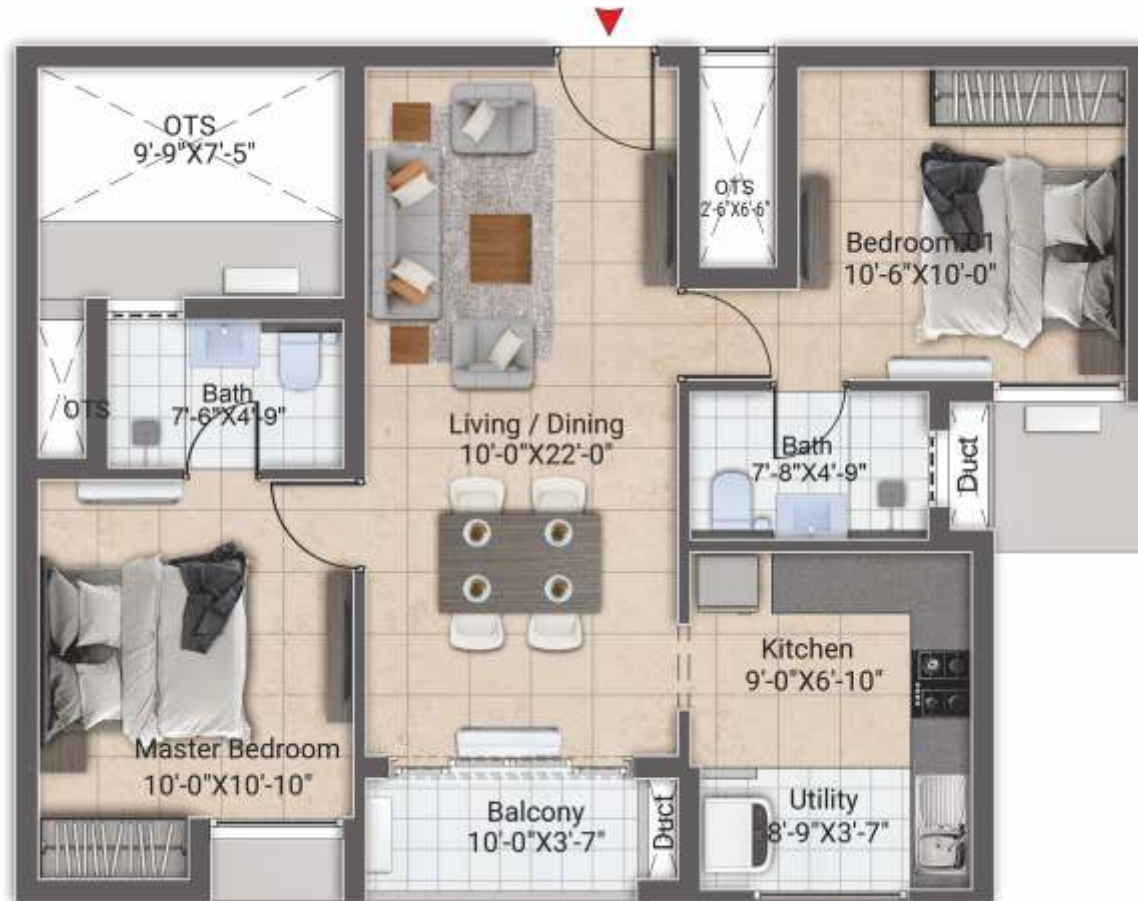 OTS
9'-9"X7'-5"
OTS
2'-6"X6'-6"
Bedroom 01
10'-6"X10'-0"
OTS
Bath
7'-6"X4'-9"
Living / Dining
10'-0"X22'-0"
Bath
7'-8"X4'-9"
Duct
Kitchen
9'-0"X6'-10"
Master Bedroom
10'-0"X10'-10"
Balcony
10'-0"X3'-7"
Duct
Utility
8'-9"X3'-7"